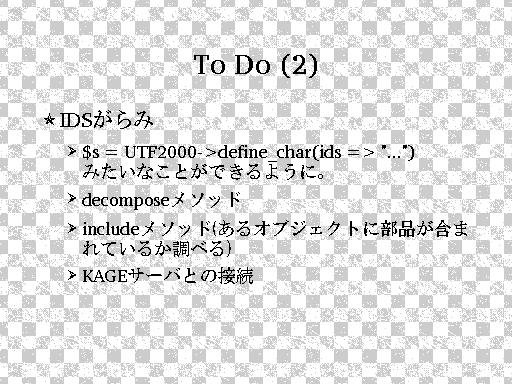 To Do (2)
★IDSがらみ
➢ $s = UTF2000->define_char(ids => "...")
みたいなことができるように。
➢ decomposeメソッド
➢ includeメソッド(あるオブジェクトに部品が含ま
れているか調べる)
➢ KAGEサーバとの接続